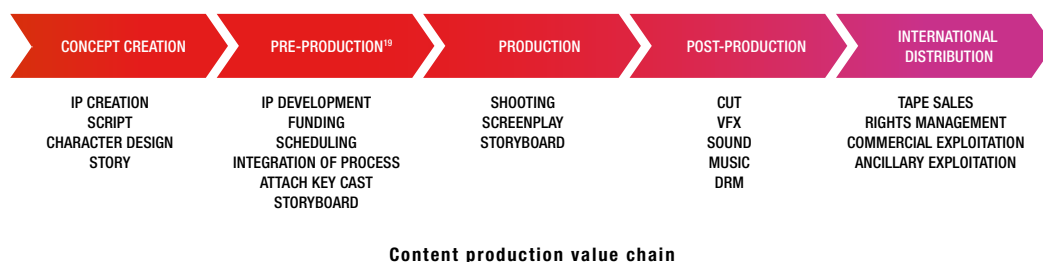 CONCEPT CREATION
PRE-PRODUCTION¹⁹
PRODUCTION
POST-PRODUCTION
INTERNATIONAL
DISTRIBUTION
IP CREATION
SCRIPT
CHARACTER DESIGN
STORY
IP DEVELOPMENT
FUNDING
SCHEDULING
INTEGRATION OF PROCESS
ATTACH KEY CAST
STORYBOARD
SHOOTING
SCREENPLAY
STORYBOARD
CUT
VFX
SOUND
MUSIC
DRM
TAPE SALES
RIGHTS MANAGEMENT
COMMERCIAL EXPLOITATION
ANCILLARY EXPLOITATION
Content production value chain